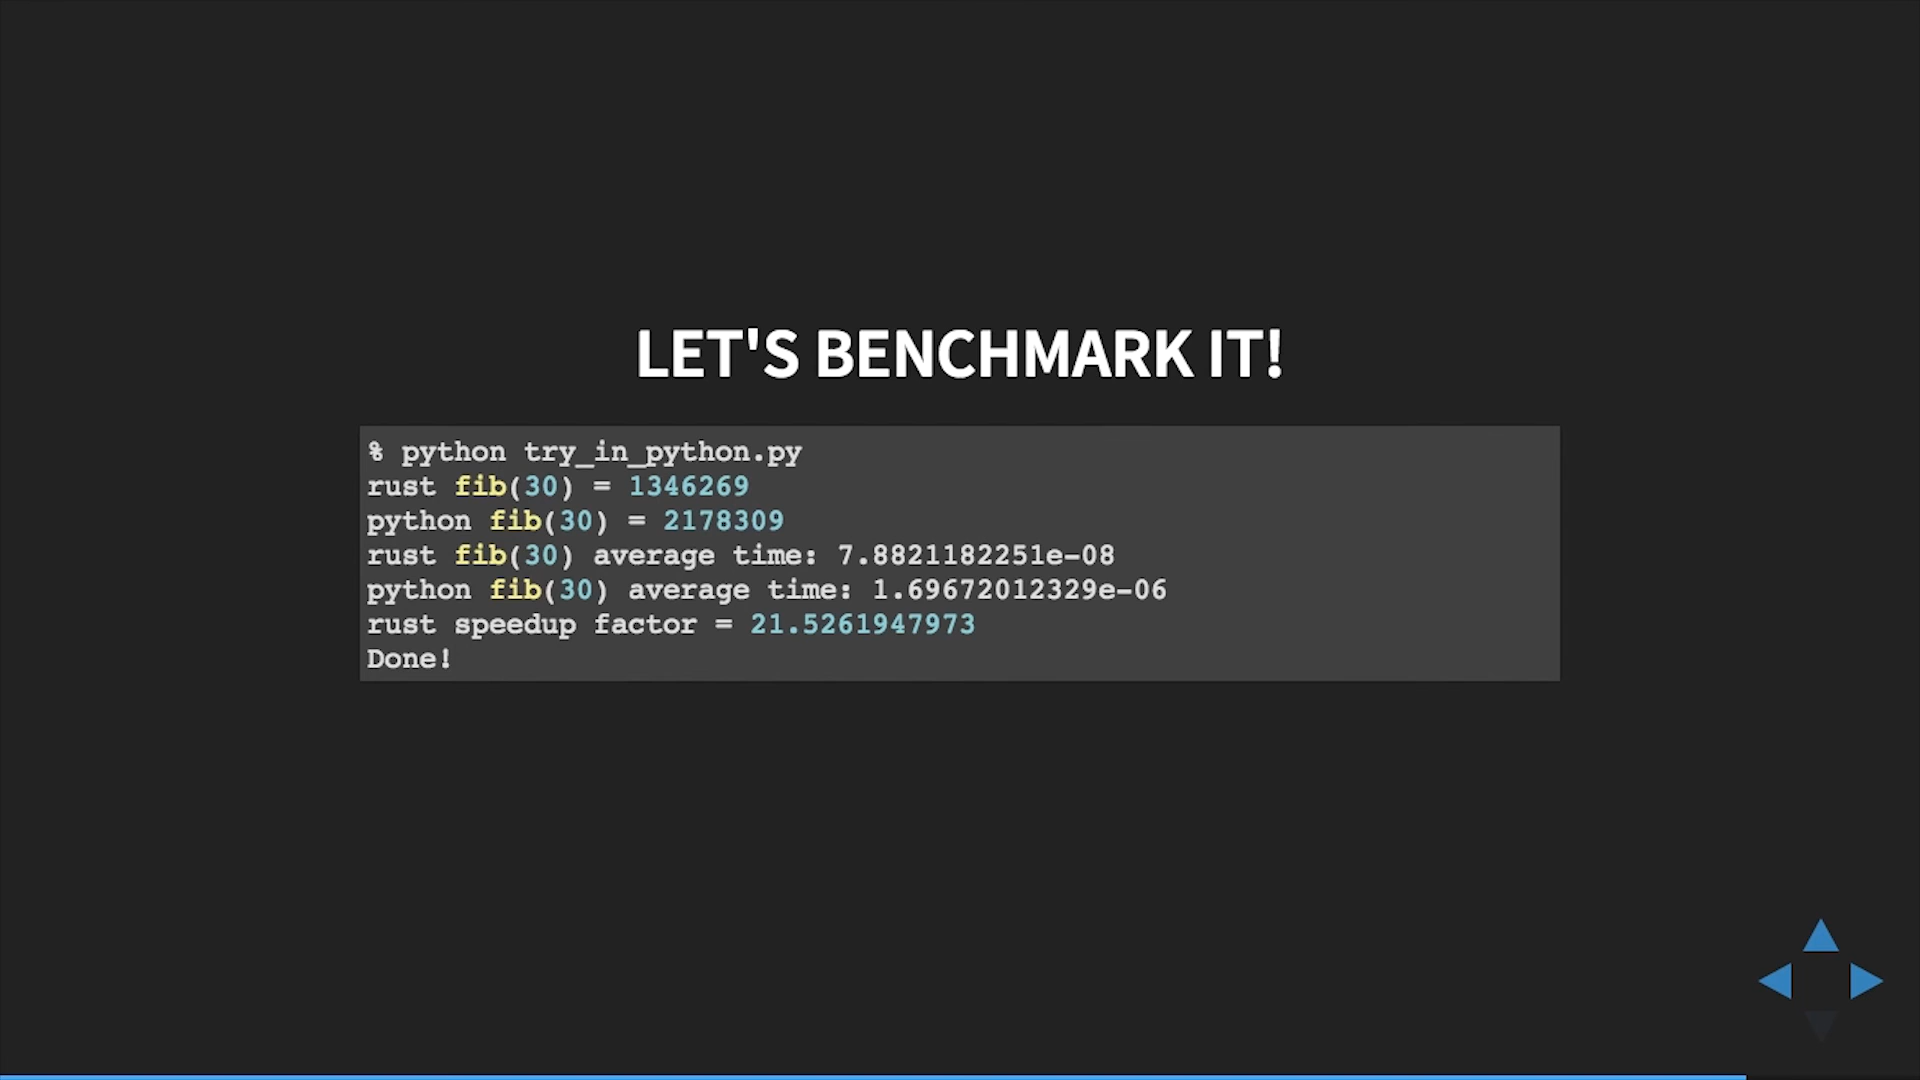 LET'S BENCHMARK IT!
% python try_in_python.py
rust fib(30) = 1346269
python fib(30) = 2178309
rust fib(30) average time: 7.8821182251e-08
python fib(30) average time: 1.69672012329e-06
rust speedup factor = 21.5261947973
Done!